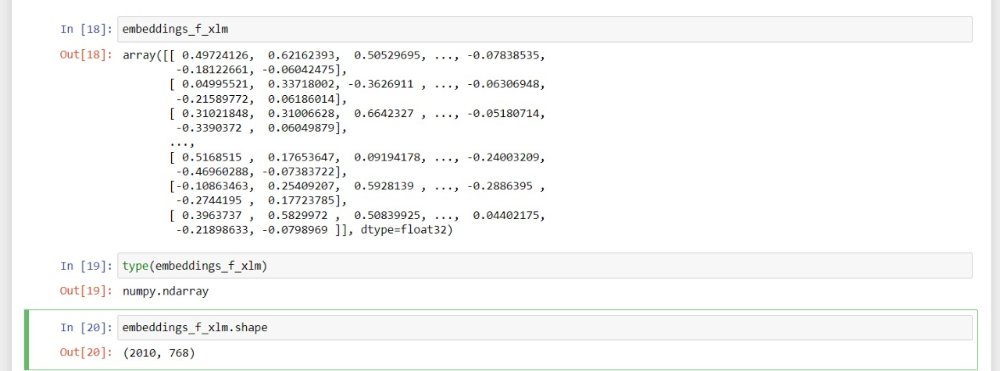 In [18]: embeddings_f_xlm
Out[18]: array([[ 0.49724126,  0.62162393,  0.50529695, ..., -0.07838535,
-0.18122661, -0.06042475],
[ 0.04995521,  0.33718002, -0.3626911 , ..., -0.06306948,
-0.21589772,  0.06186014],
[ 0.31021848,  0.31006628,  0.6642327 , ..., -0.05180714,
-0.3390372 ,  0.06049879],
...,
[ 0.5168515 ,  0.17653647,  0.09194178, ..., -0.24003209,
-0.46960288, -0.07383722],
[-0.10863463,  0.25409207,  0.5928139 , ..., -0.2886395 ,
-0.2744195 ,  0.17723785],
[ 0.3963737 ,  0.5829972 ,  0.50839925, ...,  0.04402175,
-0.21898633, -0.0798969 ]], dtype=float32)
In [19]: type(embeddings_f_xlm)
Out[19]: numpy.ndarray
In [20]: embeddings_f_xlm.shape
Out[20]: (2010, 768)